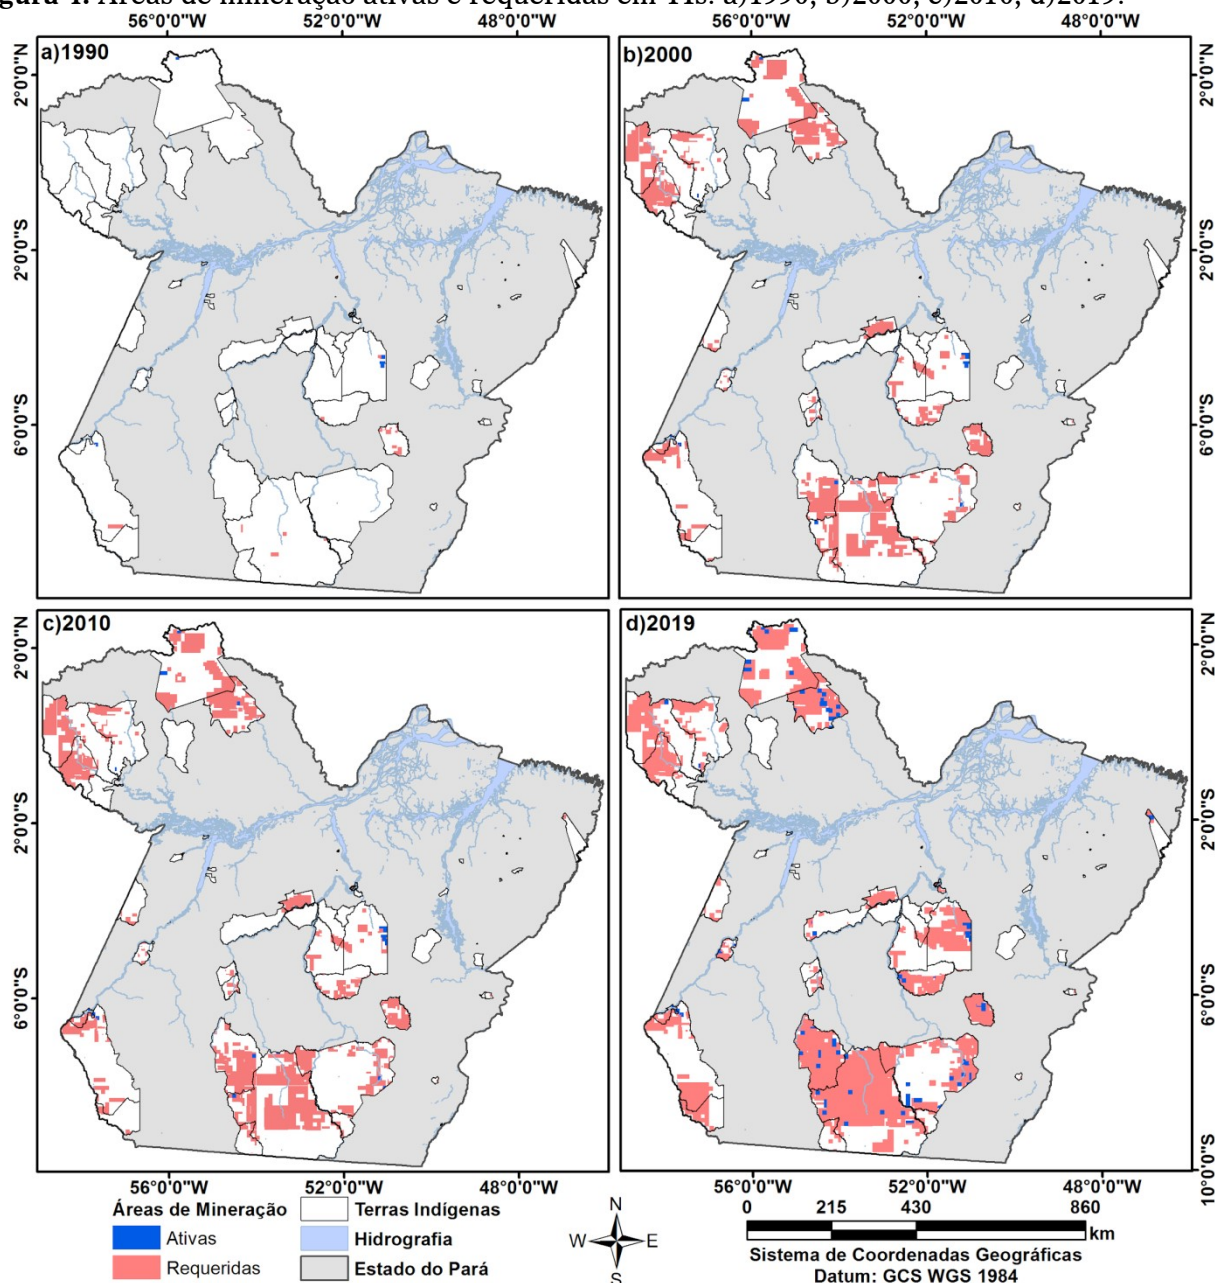 Figura 4. Áreas de mineração ativas e requeridas em TIs. a)1990; b)2000; c)2010; d)2019.
56°0'0"W 52°0'0"W 48°0'0"W 56°0'0"W 52°0'0"W 48°0'0"W
a)1990 b)2000
2°0'0"N 2°0'0"N
2°0'0"S 2°0'0"S
6°0'0"S 6°0'0"S
c)2010 d)2019
2°0'0"N 2°0'0"N
2°0'0"S 2°0'0"S
6°0'0"S 6°0'0"S
10°0'0"S
56°0'0"W 52°0'0"W 48°0'0"W 56°0'0"W 52°0'0"W 48°0'0"W
Áreas de Mineração
Ativas
Requeridas
Terras Indígenas
Hidrografia
Estado do Pará
N
W E
S
0 215 430 860
km
Sistema de Coordenadas Geográficas
Datum: GCS WGS 1984